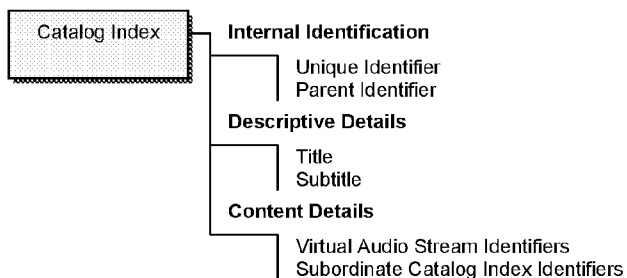 Catalog Index
Internal Identification
Unique Identifier
Parent Identifier
Descriptive Details
Title
Subtitle
Content Details
Virtual Audio Stream Identifiers
Subordinate Catalog Index Identifiers